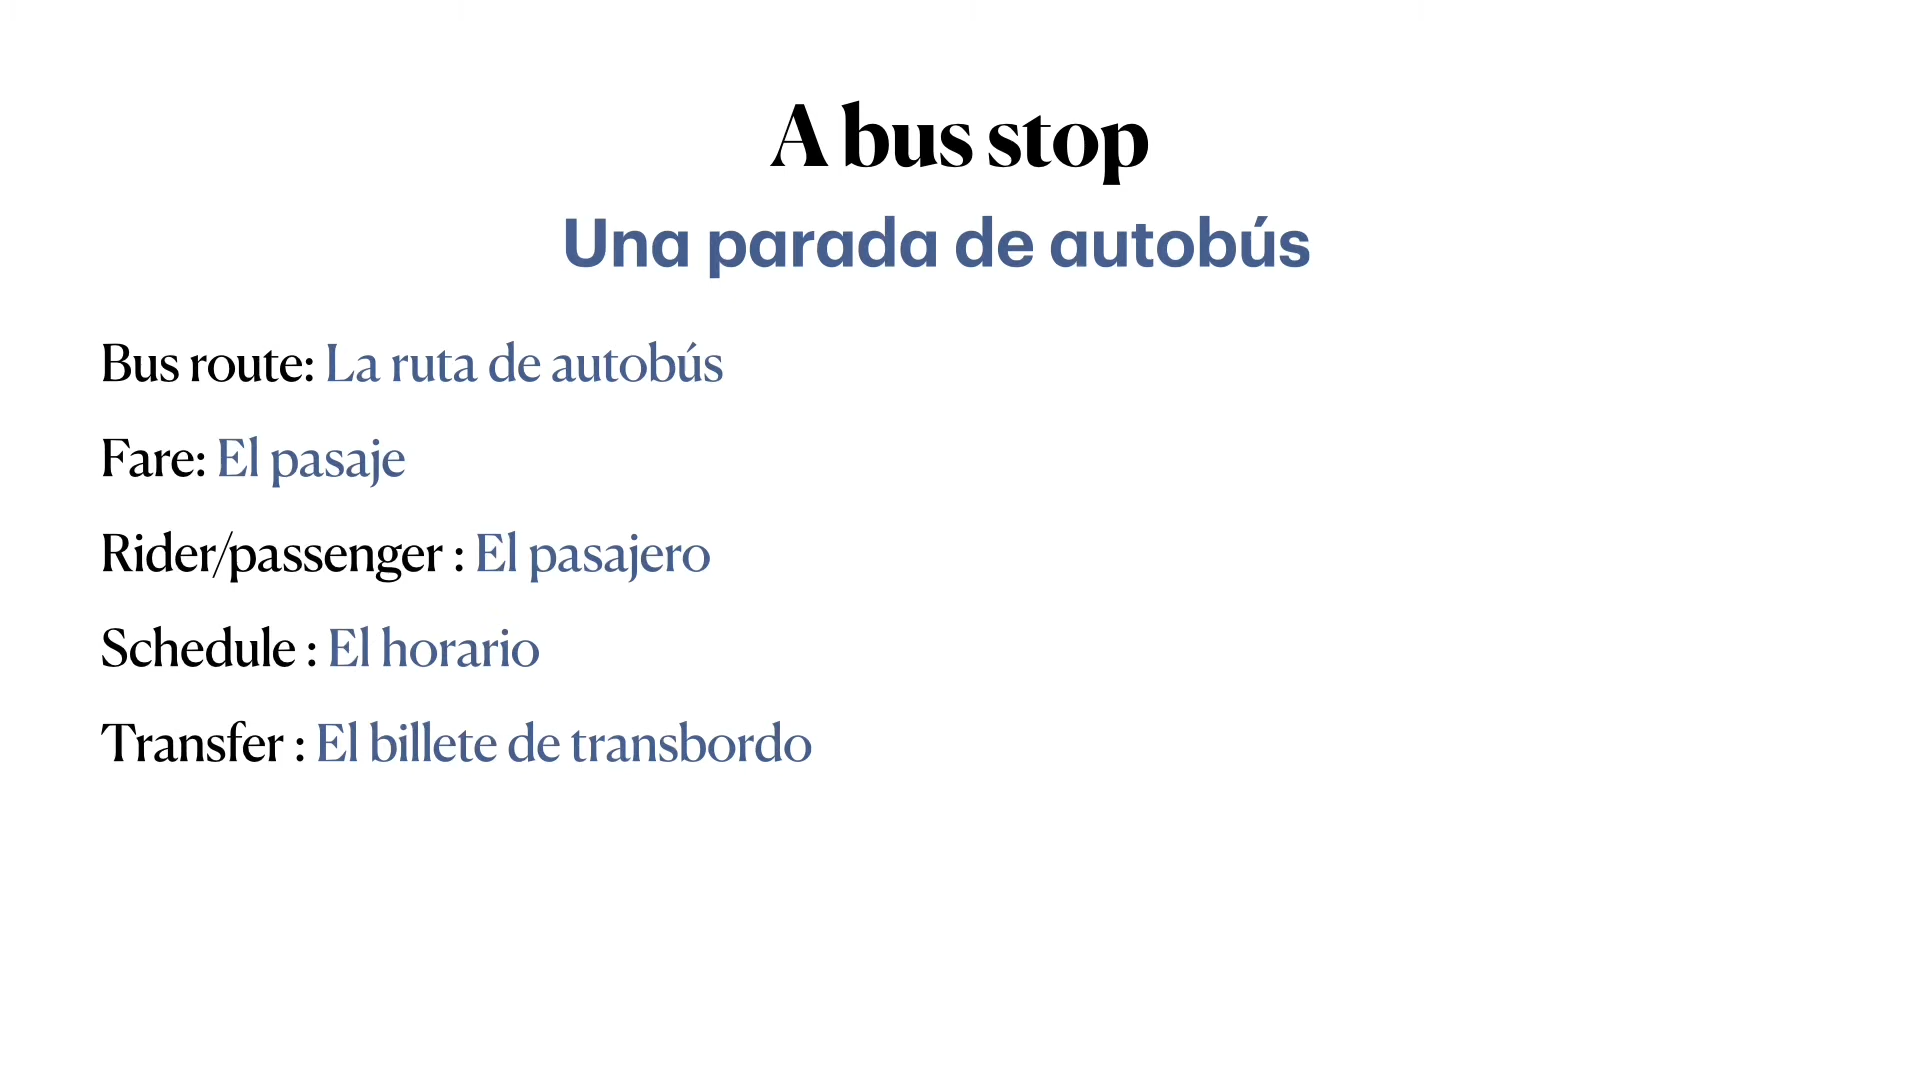 A bus stop
Una parada de autobús
Bus route: La ruta de autobús
Fare: El pasaje
Rider/passenger : El pasajero
Schedule : El horario
Transfer : El billete de transbordo